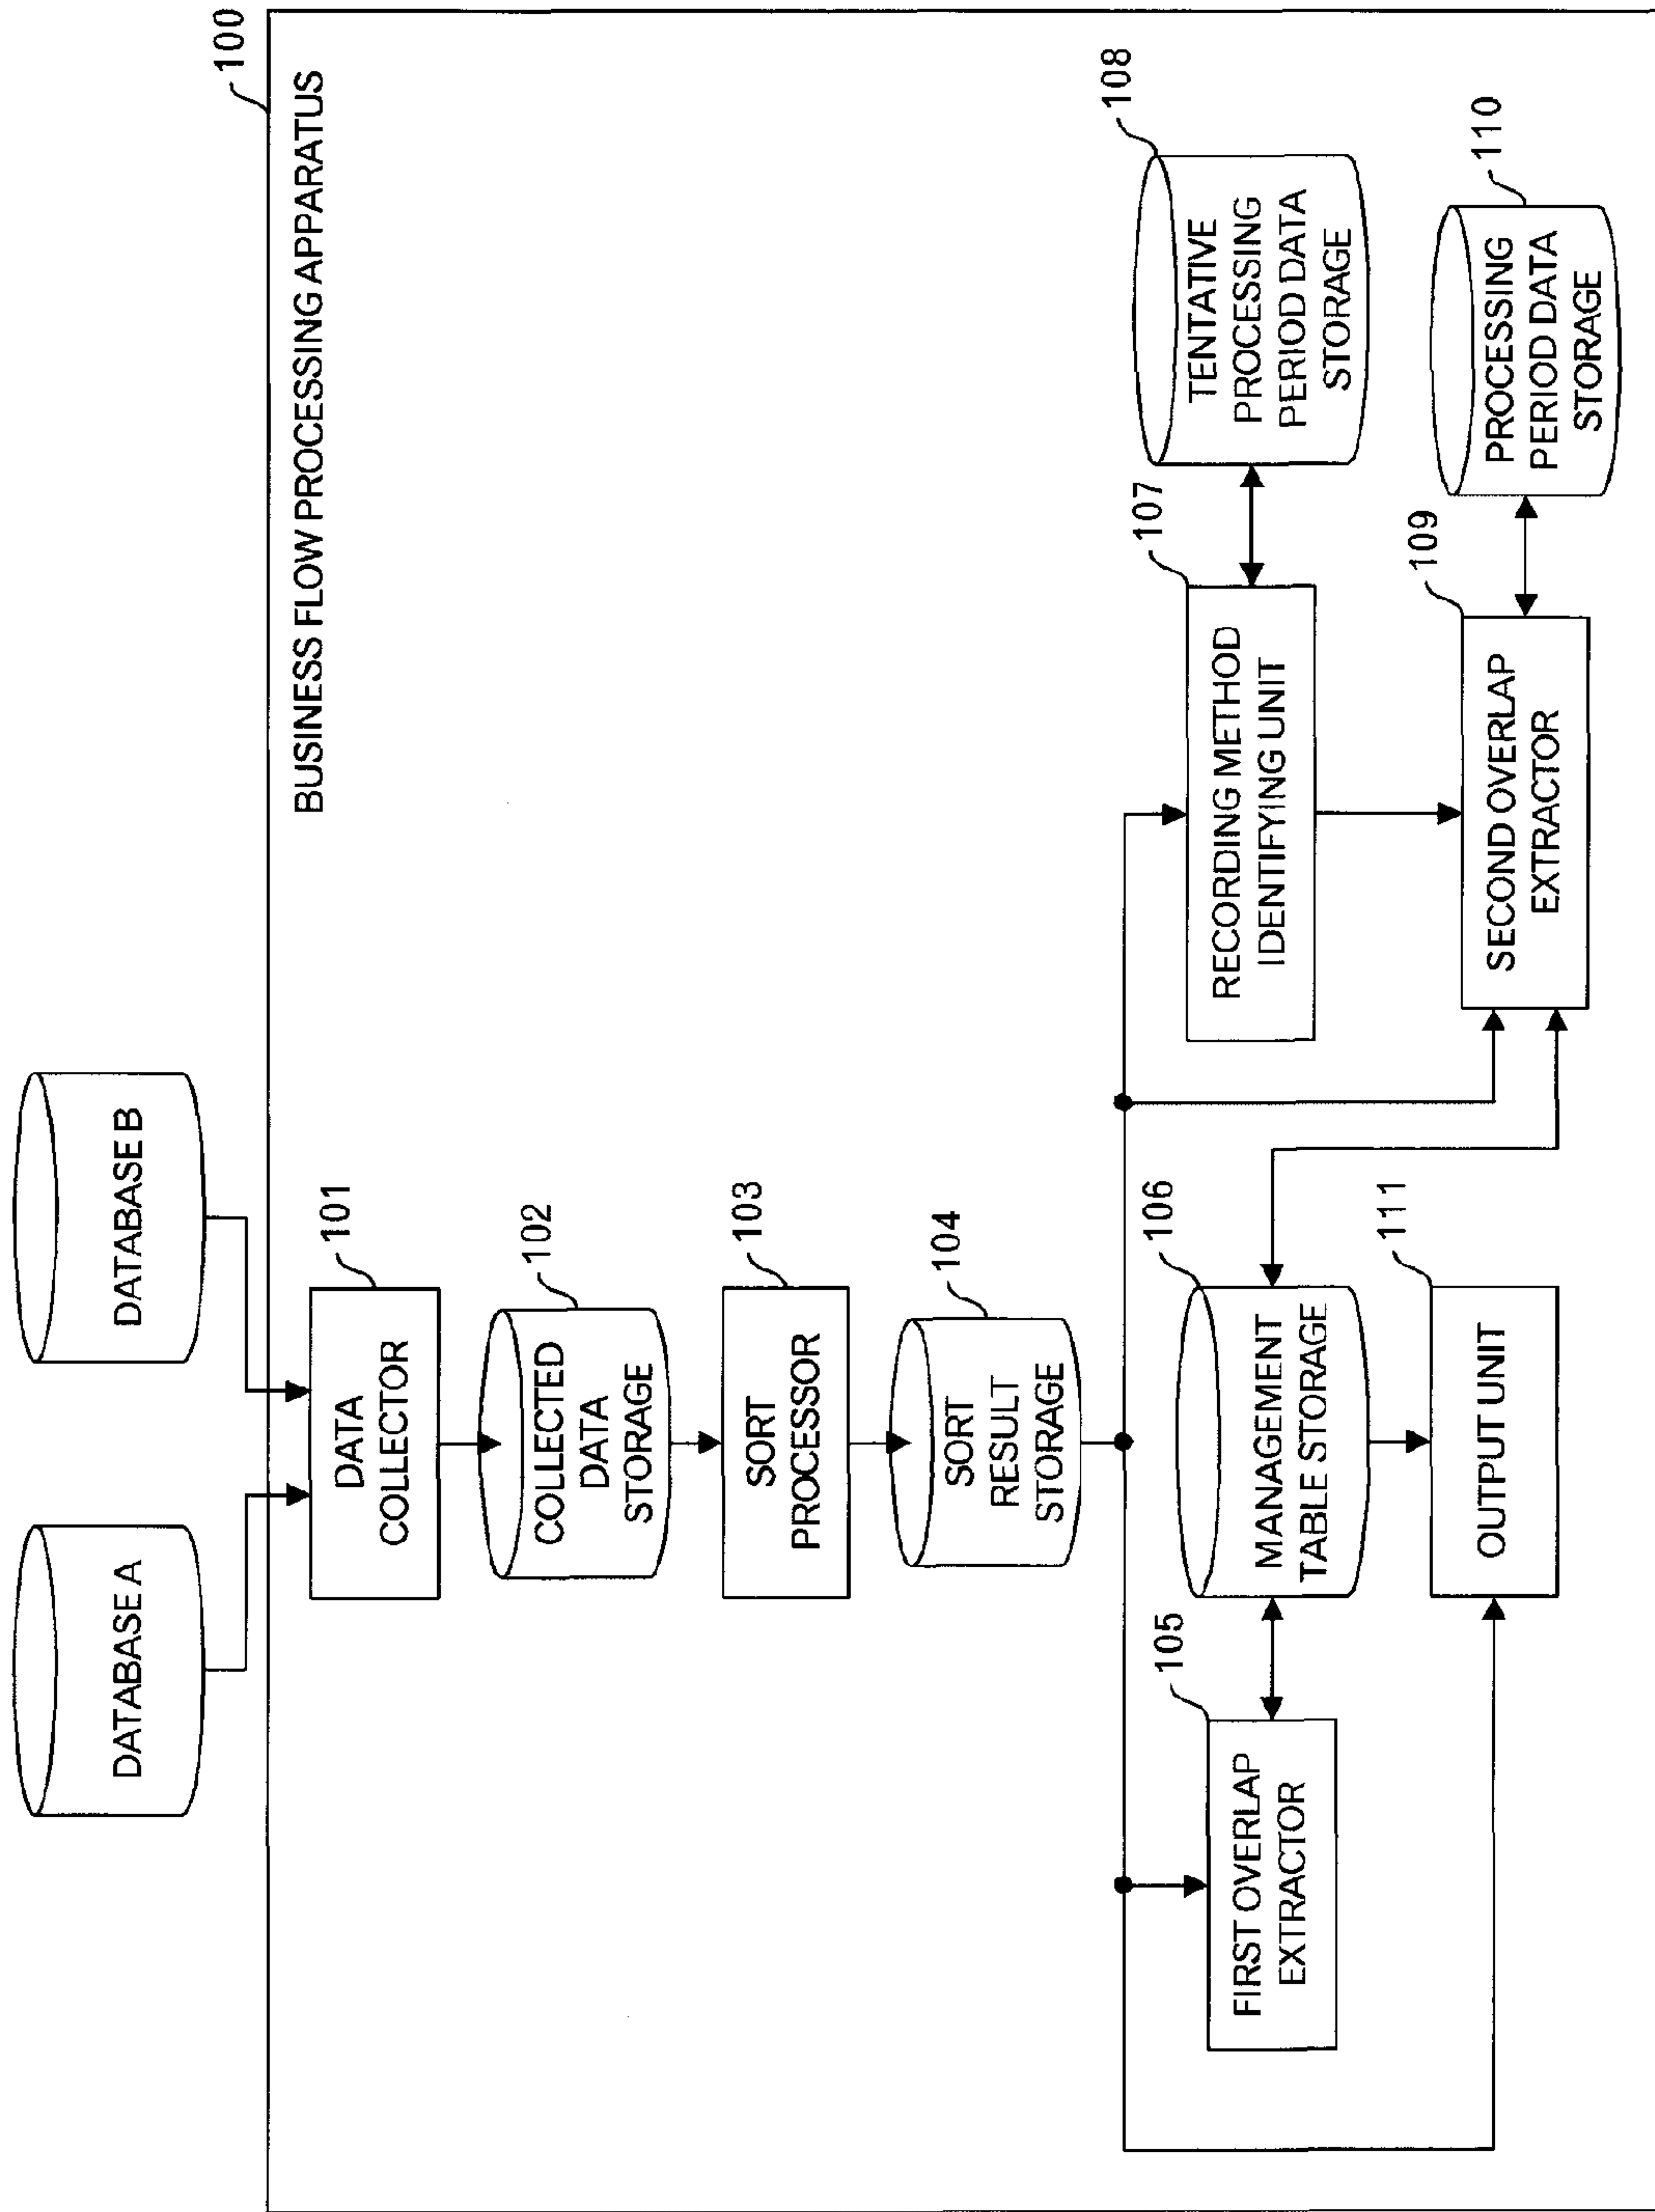 DATABASE A
DATABASE B
100
BUSINESS FLOW PROCESSING APPARATUS
101
DATA
COLLECTOR
102
COLLECTED
DATA
STORAGE
103
SORT
PROCESSOR
104
SORT
RESULT
STORAGE
105
FIRST OVERLAP
EXTRACTOR
106
MANAGEMENT
TABLE STORAGE
107
RECORDING METHOD
IDENTIFYING UNIT
108
TENTATIVE
PROCESSING
PERIOD DATA
STORAGE
111
OUTPUT UNIT
109
SECOND OVERLAP
EXTRACTOR
110
PROCESSING
PERIOD DATA
STORAGE